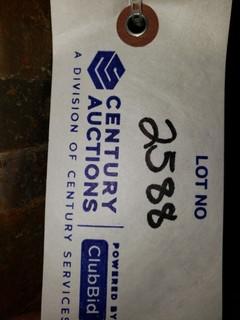 CENTURY
AUCTIONS
A DIVISION OF CENTURY SERVICES
POWERED BY
ClubBid
LOT NO
2588